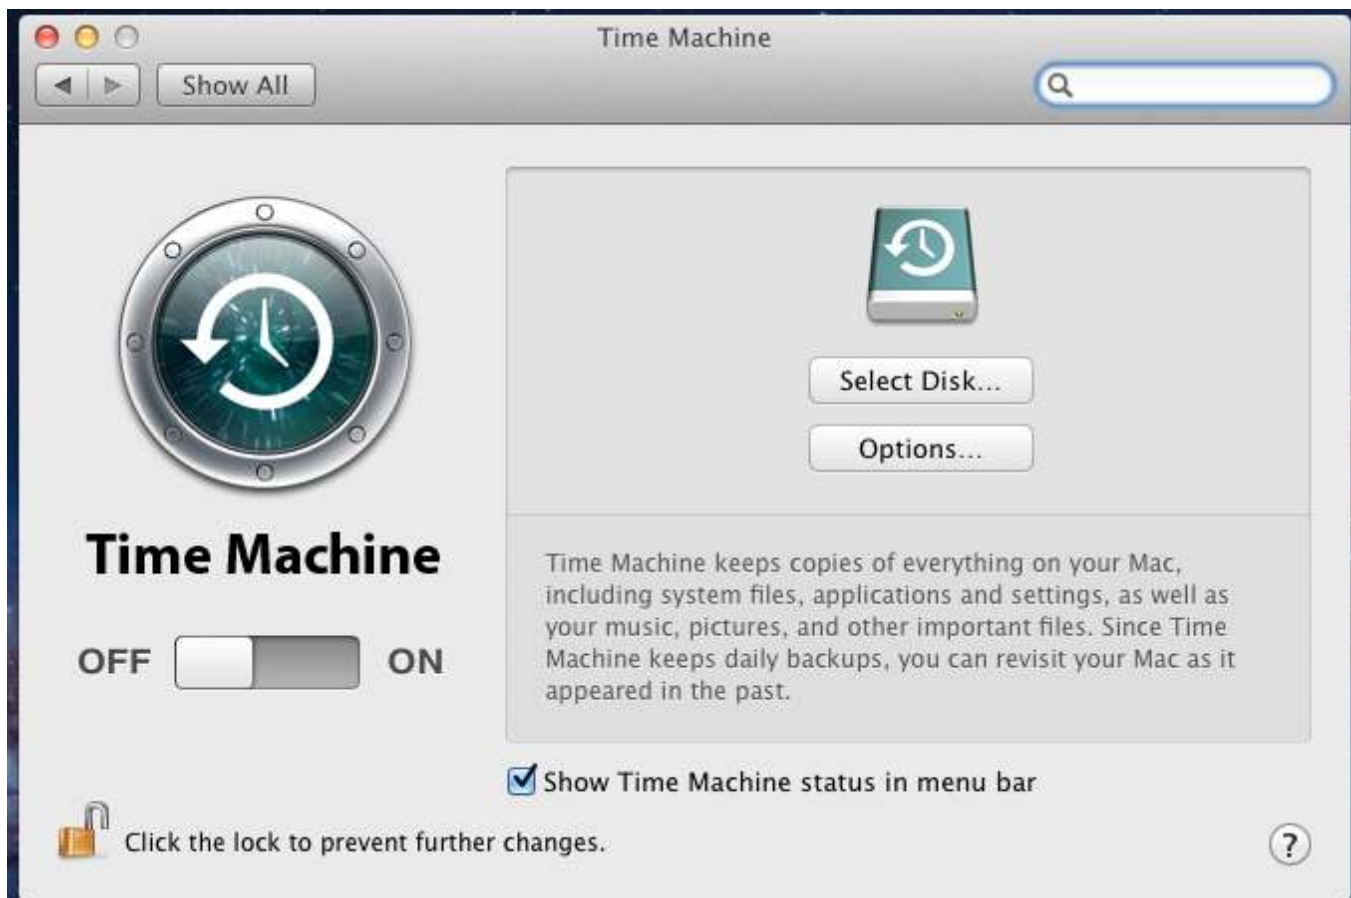 Time Machine
Show All
Select Disk...
Options...
Time Machine
Time Machine keeps copies of everything on your Mac,
including system files, applications and settings, as well as
your music, pictures, and other important files. Since Time
Machine keeps daily backups, you can revisit your Mac as it
appeared in the past.
OFF ON
Show Time Machine status in menu bar
Click the lock to prevent further changes.
?